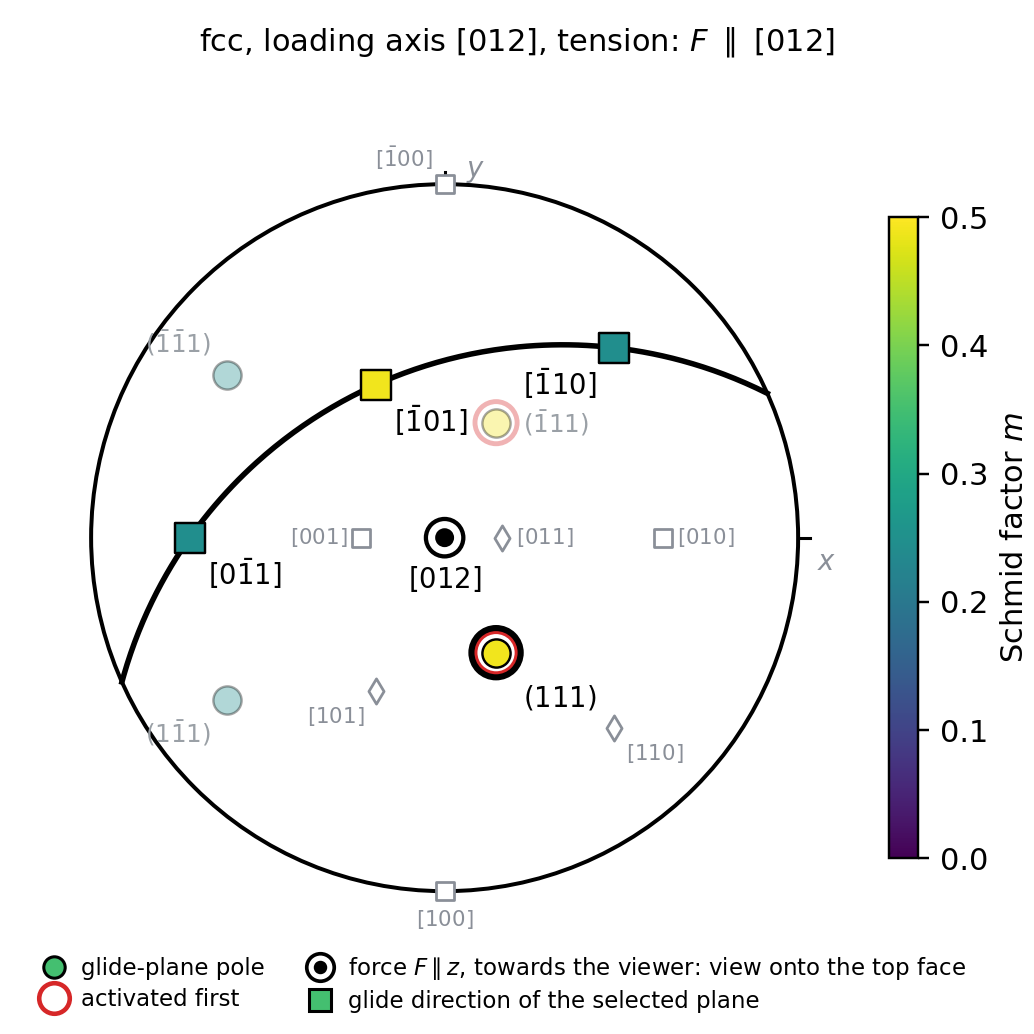 fcc, loading axis [012], tension: F ∥ [012]
[1̄00]
y
0.5
(1̄1̄1)
0.4
[1̄10]
[1̄01]
(1̄11)
0.3
[001]
[011]
[010]
x
[01̄1]
[012]
0.2
Schmid factor m
(111)
[101]
(11̄1)
[110]
0.1
0.0
[100]
glide-plane pole
force F ∥ z, towards the viewer: view onto the top face
activated first
glide direction of the selected plane